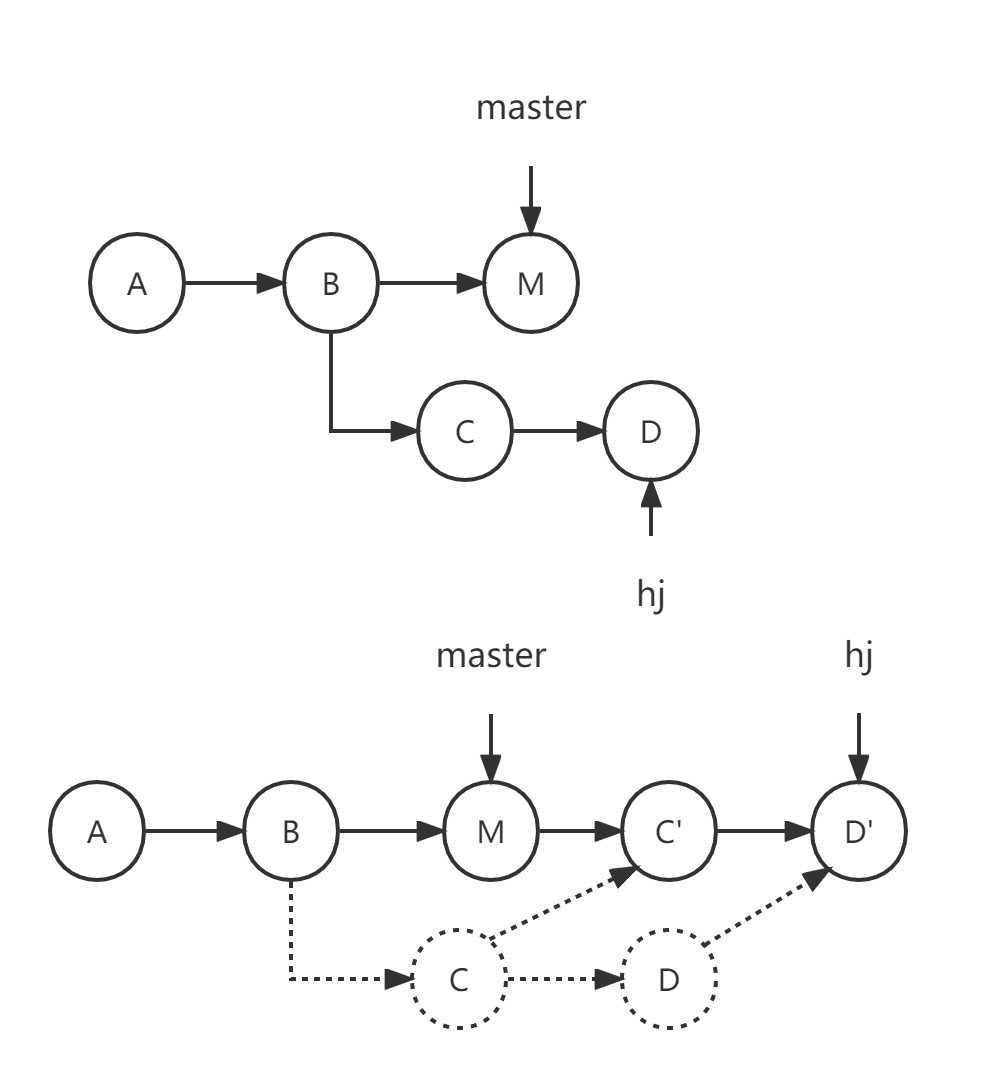 master
A B M
C D
hj
master hj
A B M C' D'
C D